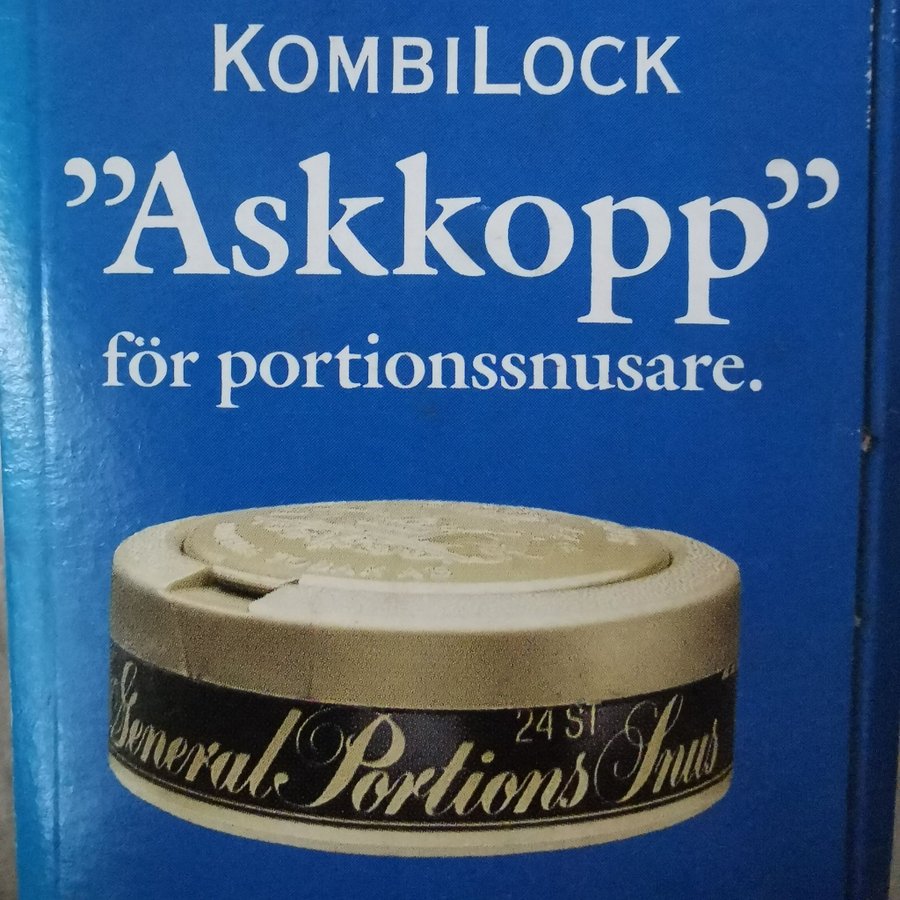 KOMBILOCK
”Askkopp”
för portionssnusare.
24 ST
General. Portions Snus